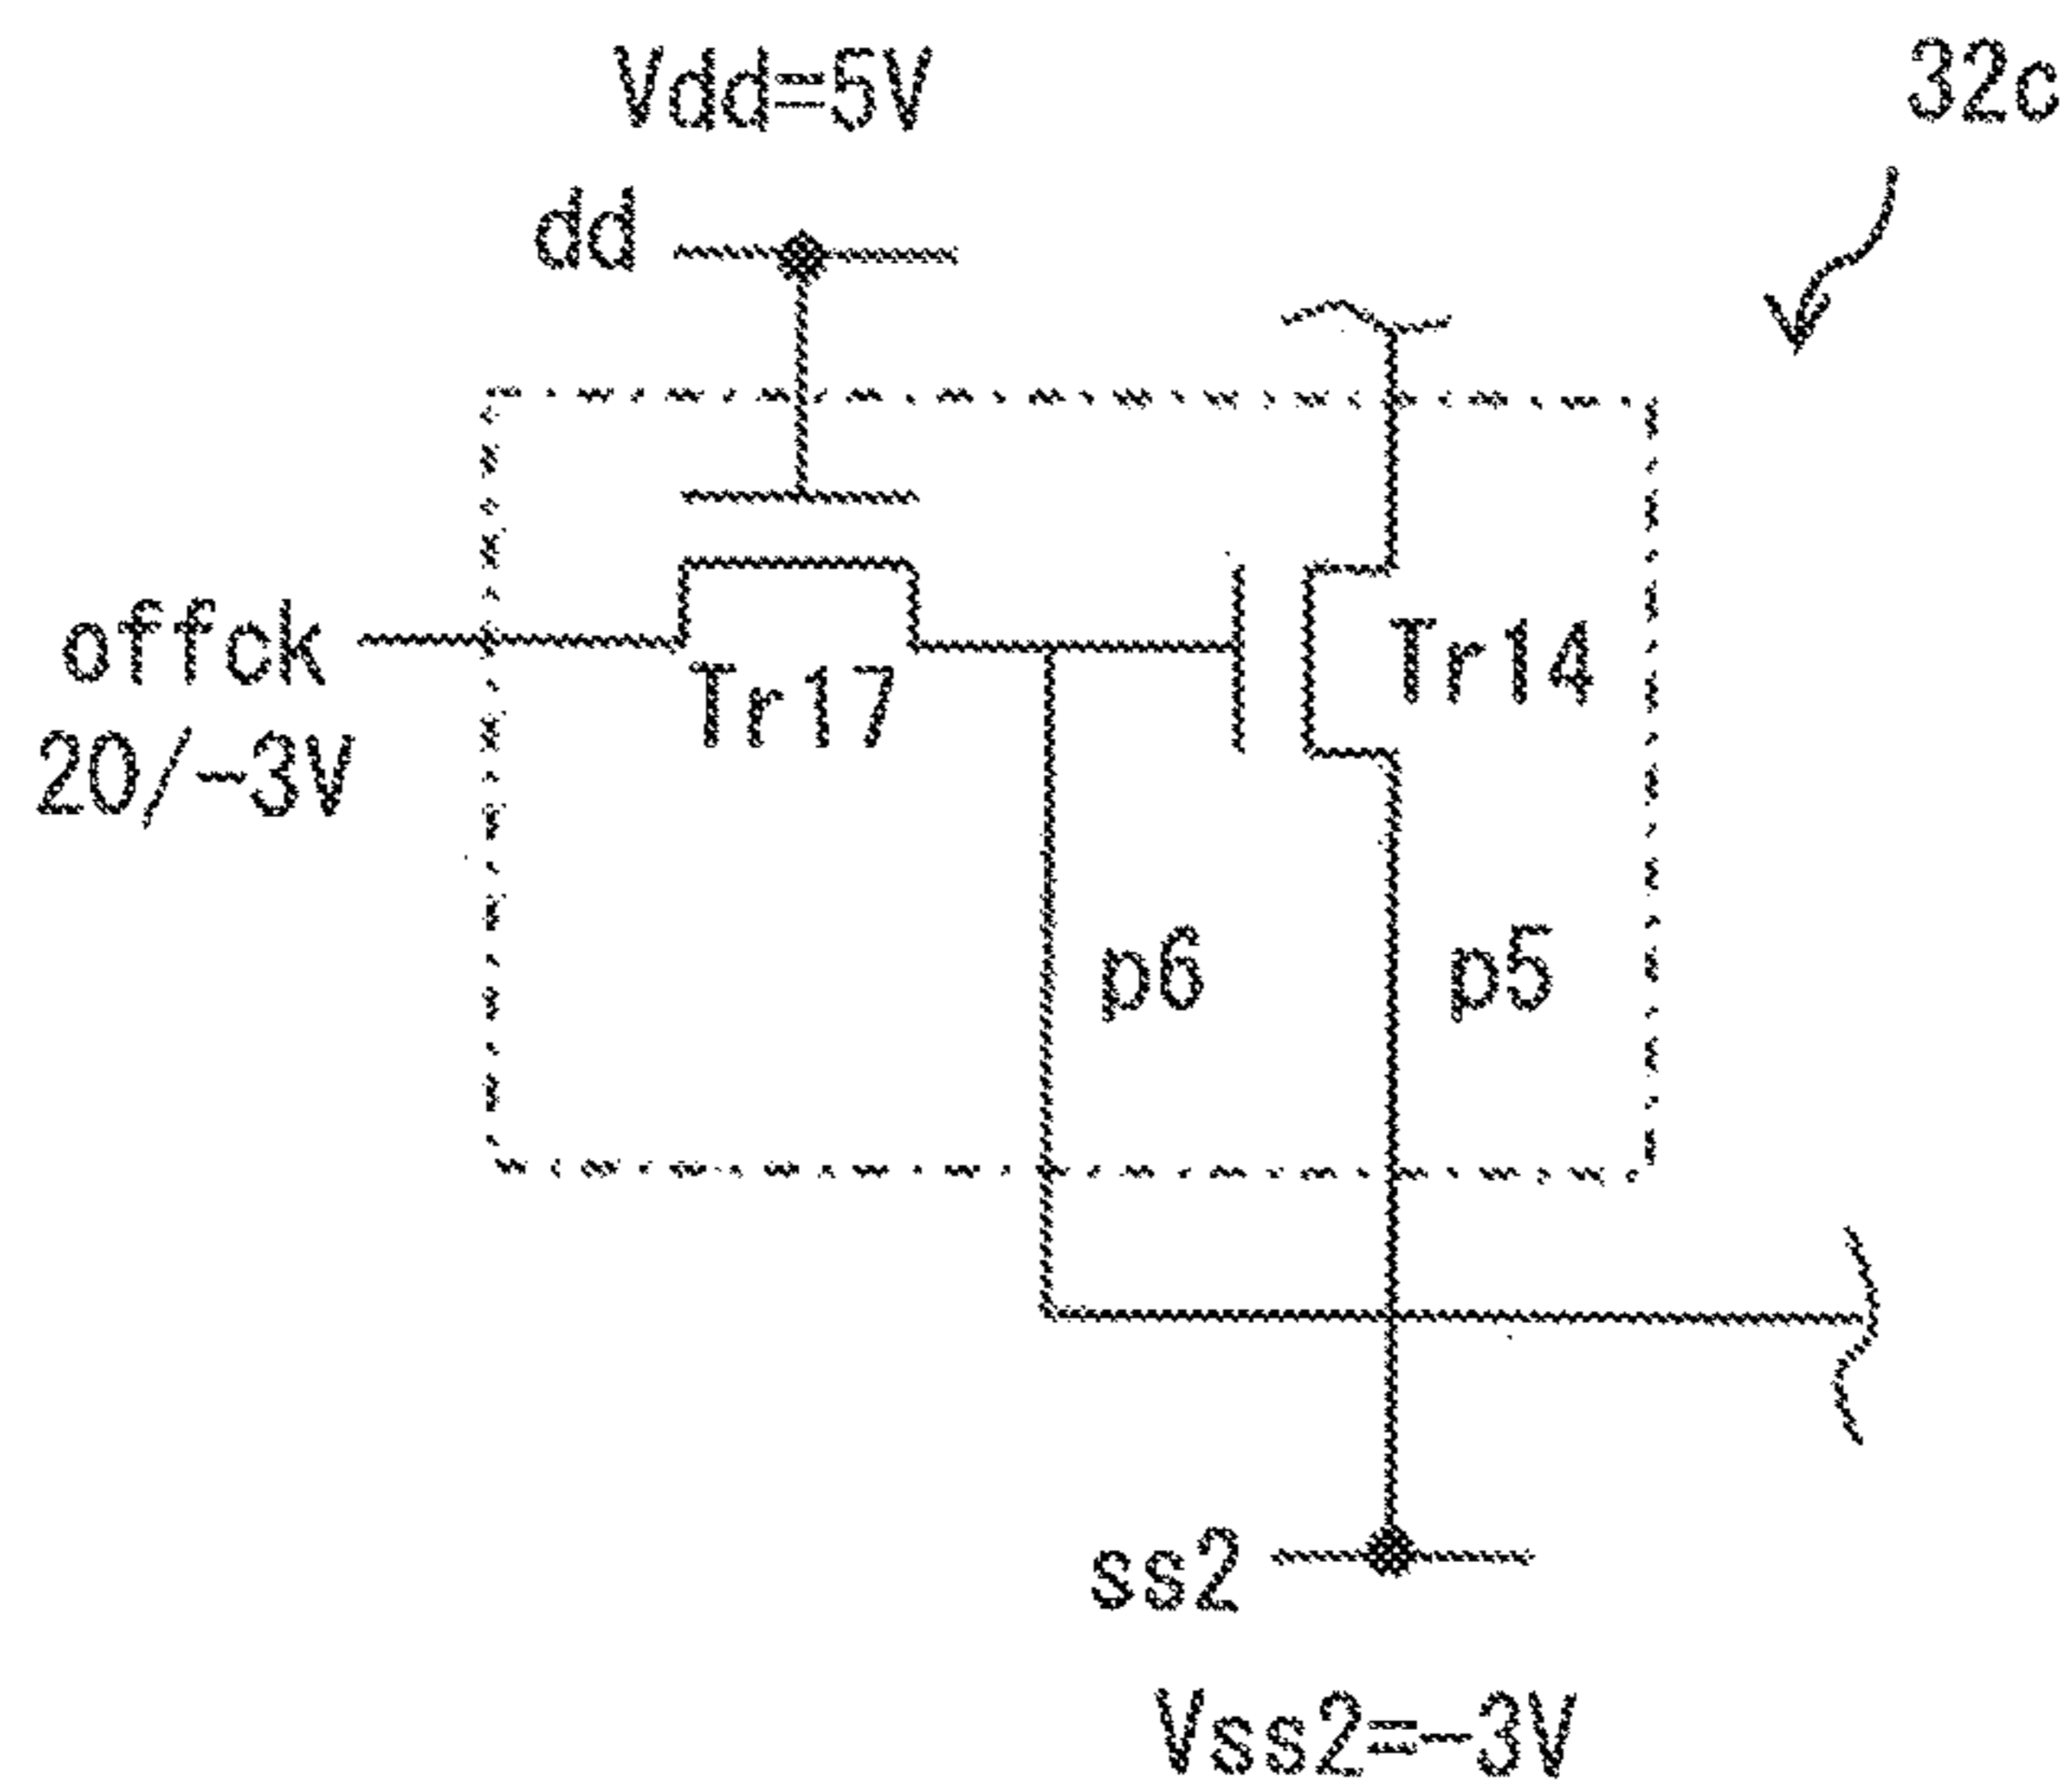 Vdd=5V
32c
dd
offck
20/-3V
Tr17
Tr14
p6
p5
ss2
Vss2=-3V